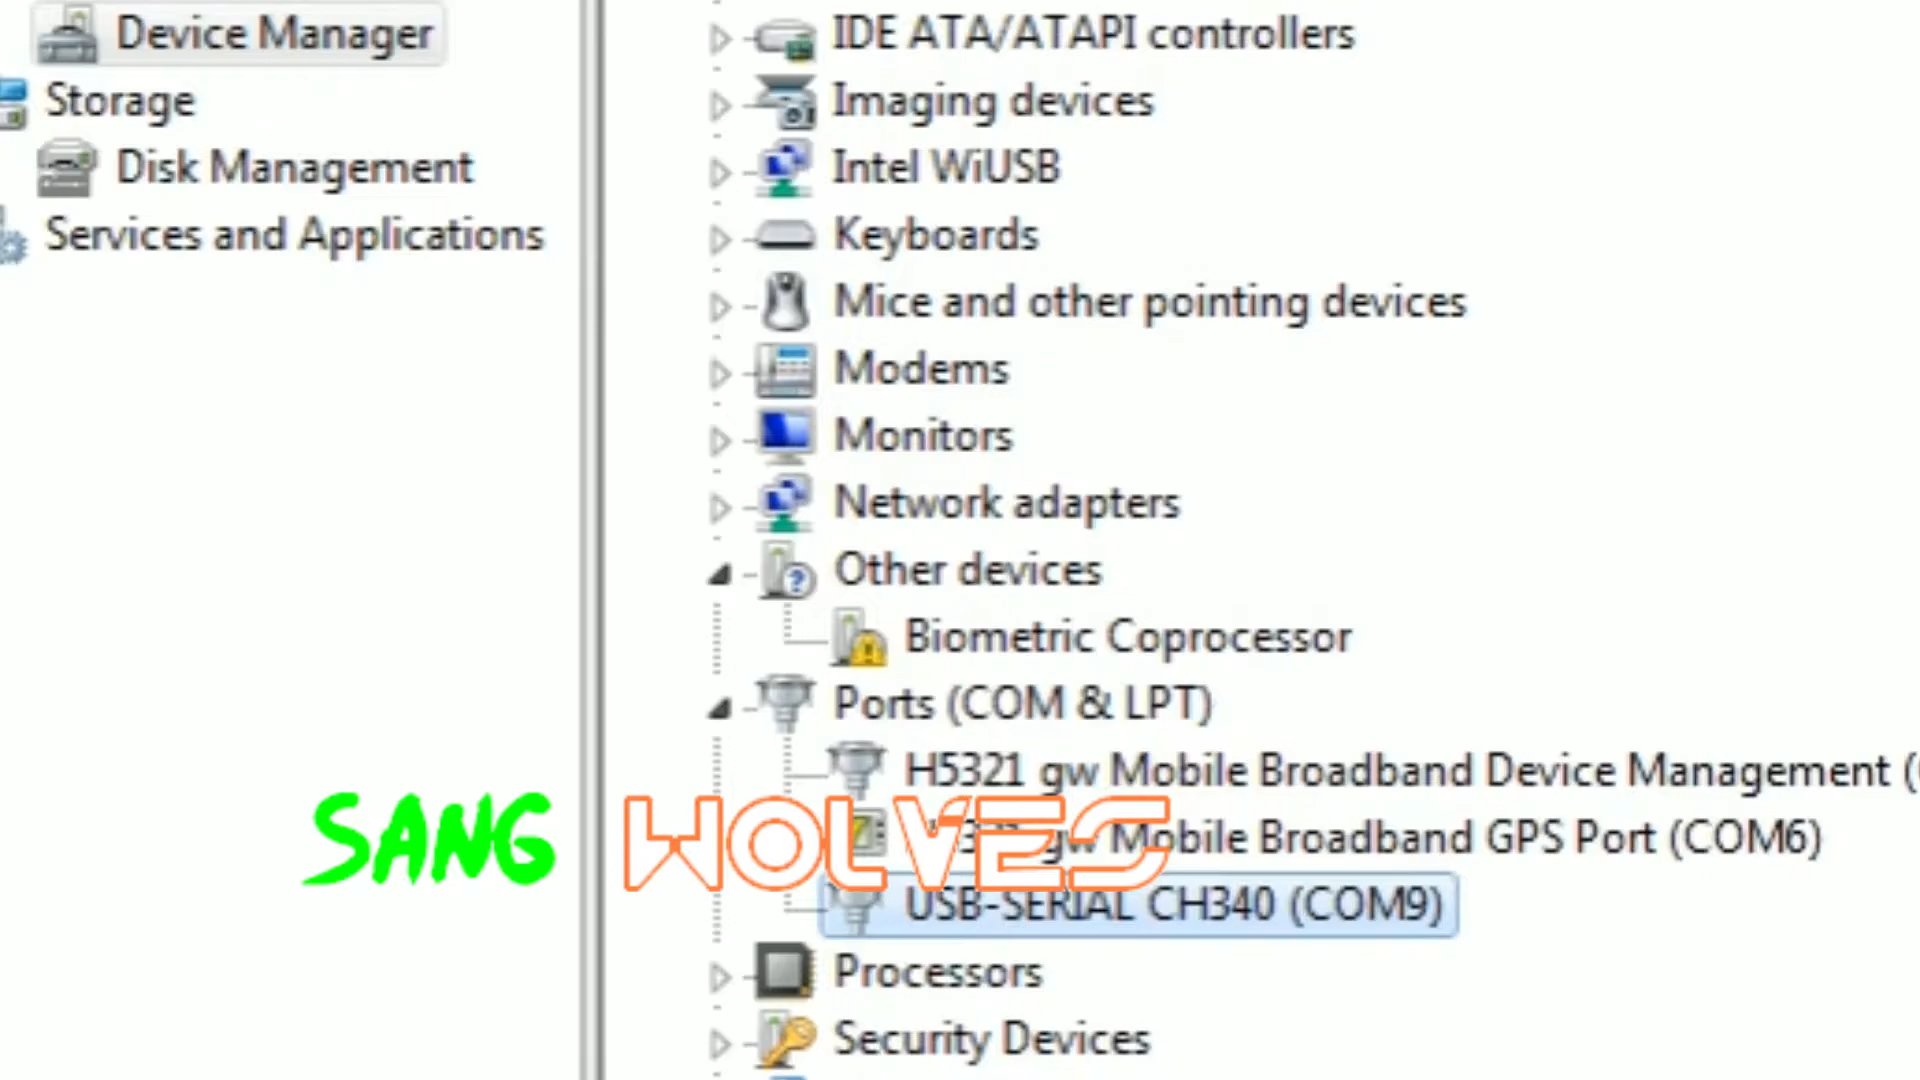 Device Manager
Storage
Disk Management
Services and Applications
IDE ATA/ATAPI controllers
Imaging devices
Intel WiUSB
Keyboards
Mice and other pointing devices
Modems
Monitors
Network adapters
Other devices
Biometric Coprocessor
Ports (COM & LPT)
H5321 gw Mobile Broadband Device Management (
gw Mobile Broadband GPS Port (COM6)
SANG WOLVES
USB-SERIAL CH340 (COM9)
Processors
Security Devices